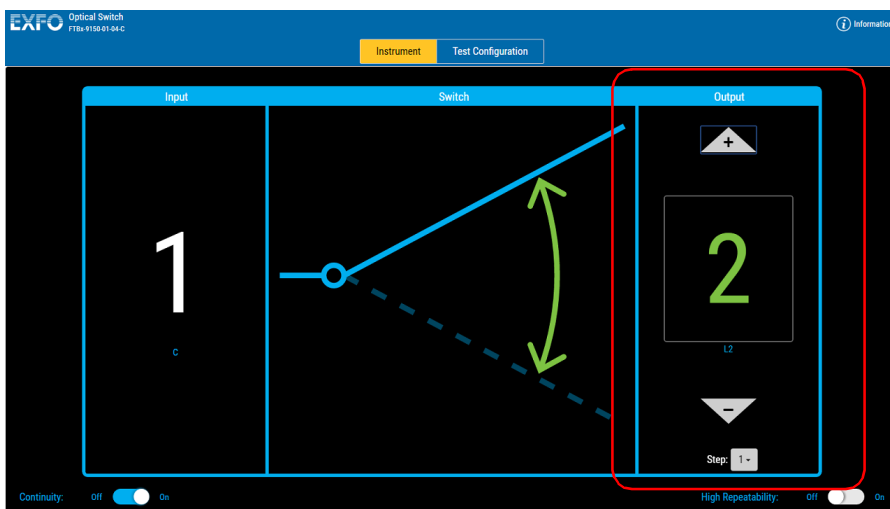 EXFO Optical Switch
FTBx-9150-01-04-C
Information
Instrument Test Configuration
Input Switch Output
+
1 2
C L2
-
Step: 1
Continuity: Off On High Repeatability: Off On